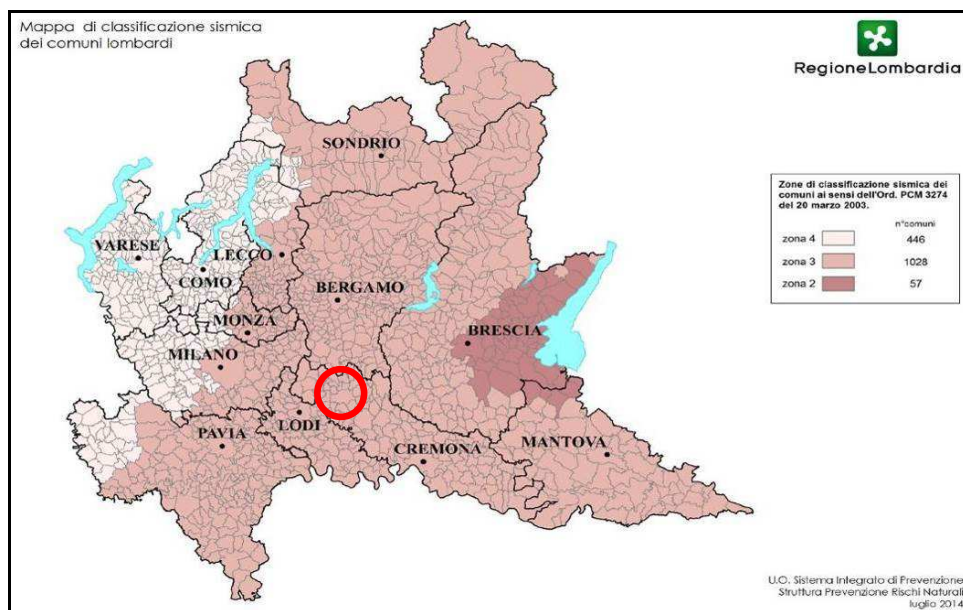 Mappa di classificazione sismica
dei comuni lombardi
RegioneLombardia
SONDRIO
VARESE
LECCO
COMO
BERGAMO
MONZA
BRESCIA
MILANO
LODI
PAVIA
CREMONA
MANTOVA
Zone di classificazione sismica dei
comuni ai sensi dell'Ord. PCM 3274
del 20 marzo 2003.
n°comuni
zona 4 446
zona 3 1028
zona 2 57
U.O. Sistema Integrato di Prevenzione
Struttura Prevenzione Rischi Naturali
luglio 2014